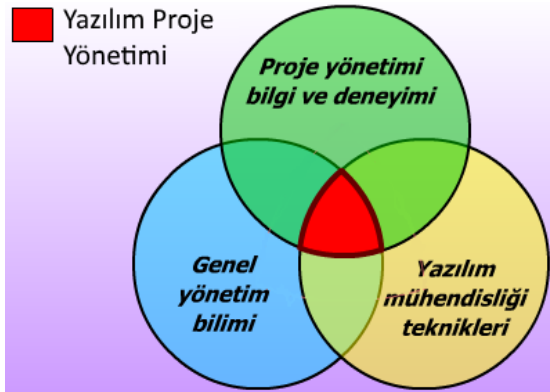 Yazılım Proje
Yönetimi
Proje yönetimi
bilgi ve deneyimi
Genel
yönetim
bilimi
Yazılım
mühendisliği
teknikleri